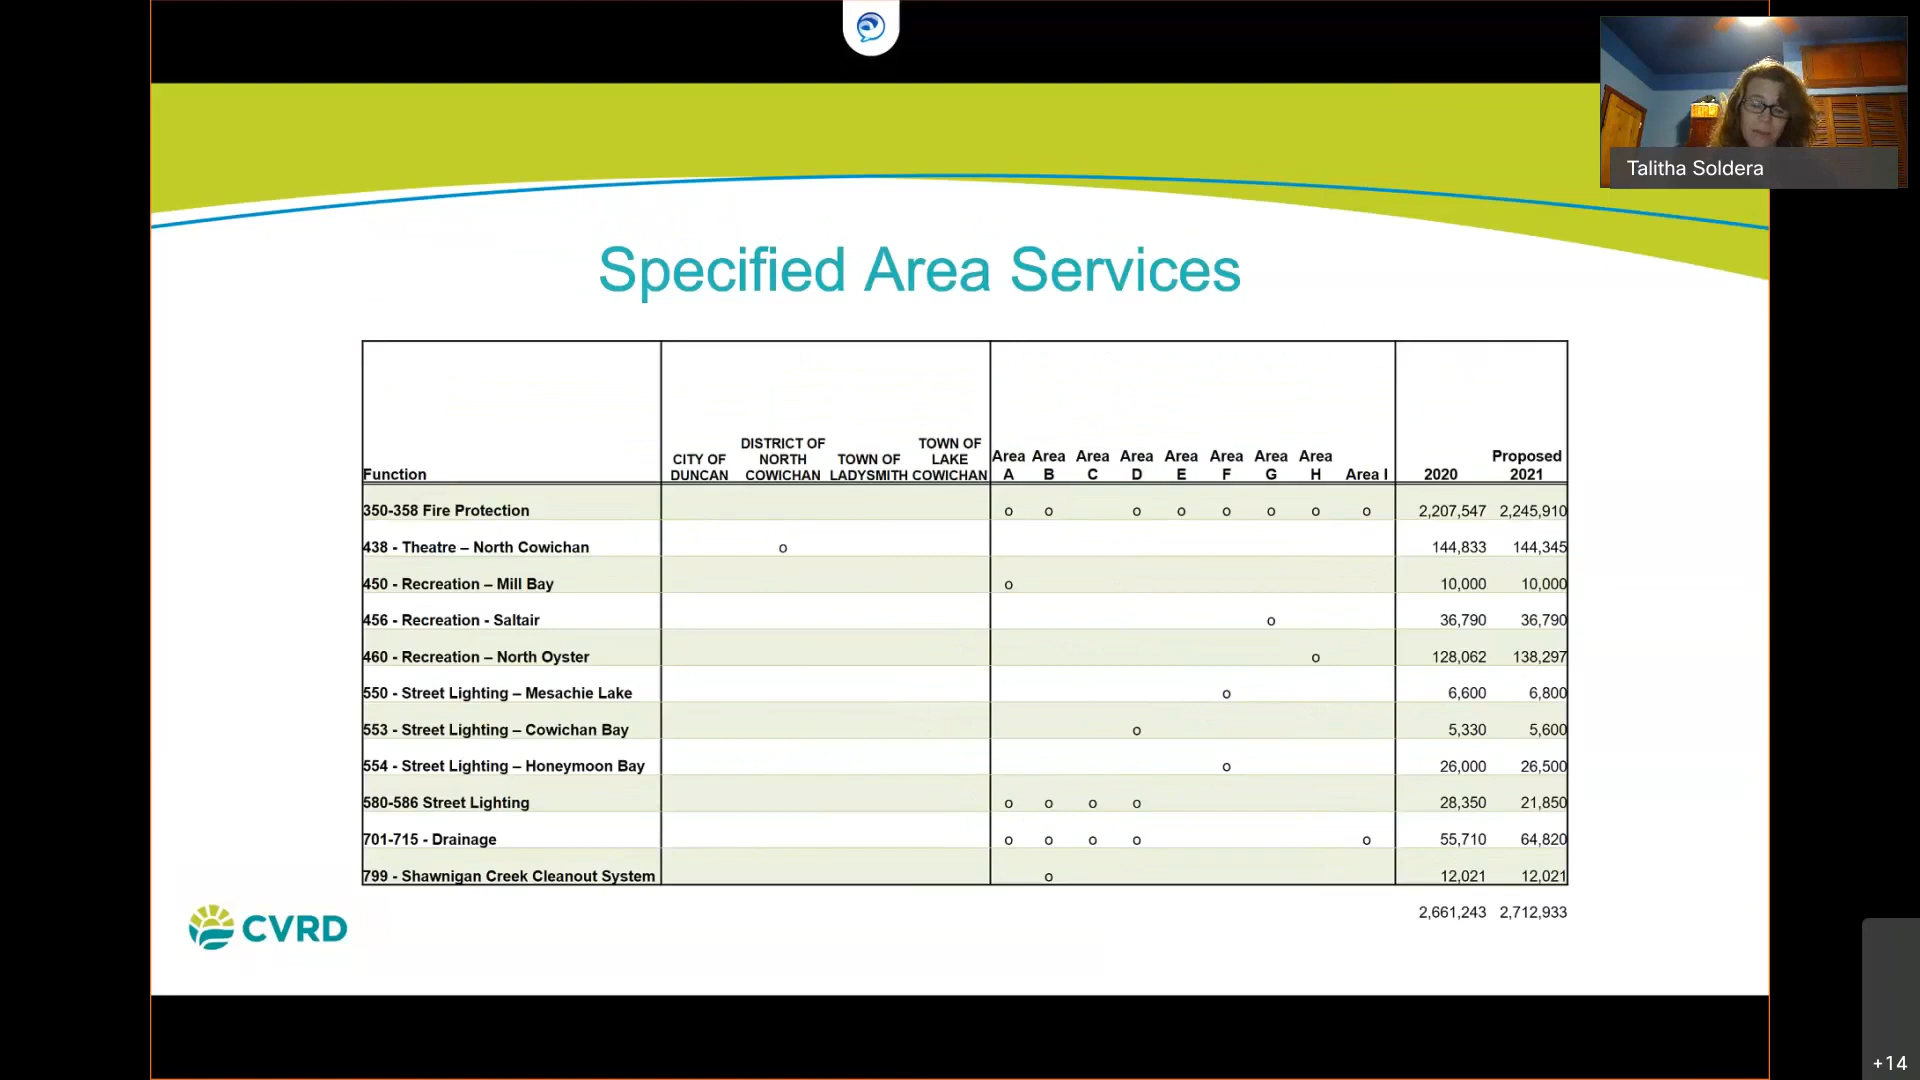 Talitha Soldera
Specified Area Services
Function CITY OF DUNCAN DISTRICT OF NORTH COWICHAN TOWN OF LADYSMITH TOWN OF LAKE COWICHAN Area A Area B Area C Area D Area E Area F Area G Area H Area I 2020 Proposed 2021
350-358 Fire Protection o o o o o o o o 2,207,547 2,245,910
438 - Theatre – North Cowichan o 144,833 144,345
450 - Recreation – Mill Bay o 10,000 10,000
456 - Recreation - Saltair o 36,790 36,790
460 - Recreation – North Oyster o 128,062 138,297
550 - Street Lighting – Mesachie Lake o 6,600 6,800
553 - Street Lighting – Cowichan Bay o 5,330 5,600
554 - Street Lighting – Honeymoon Bay o 26,000 26,500
580-586 Street Lighting o o o o 28,350 21,850
701-715 - Drainage o o o o o 55,710 64,820
799 - Shawnigan Creek Cleanout System o 12,021 12,021
2,661,243 2,712,933
CVRD
+14